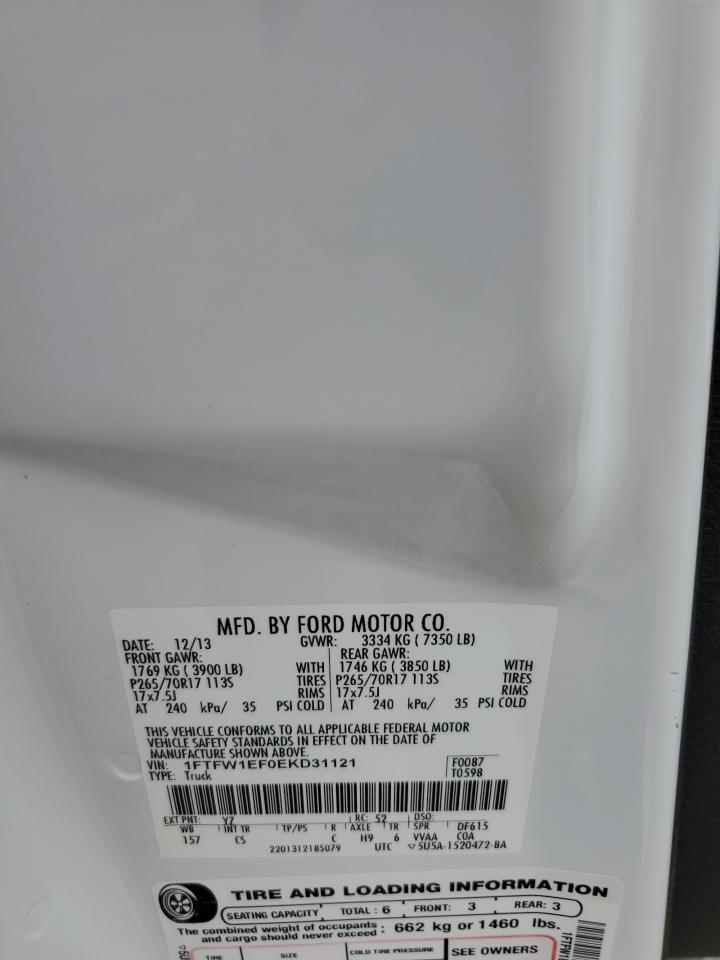 MFD. BY FORD MOTOR CO.
DATE: 12/13 GVWR: 3334 KG ( 7350 LB)
FRONT GAWR: REAR GAWR:
1769 KG ( 3900 LB) WITH 1746 KG ( 3850 LB) WITH
P265/70R17 113S TIRES P265/70R17 113S TIRES
17x7.5J RIMS 17x7.5J RIMS
AT 240 kPa/ 35 PSI COLD AT 240 kPa/ 35 PSI COLD
THIS VEHICLE CONFORMS TO ALL APPLICABLE FEDERAL MOTOR
VEHICLE SAFETY STANDARDS IN EFFECT ON THE DATE OF
MANUFACTURE SHOWN ABOVE.
VIN: 1FTFW1EF0EKD31121 F0087
TYPE: Truck T0598
EXT PNT: YZ RC: 52 DSO:
WB INT TR TP/PS R AXLE TR SPR DF615
157 CS C H9 6 VVAA COA
2201312185079 UTC ▽5U5A-1520472-BA
TIRE AND LOADING INFORMATION
SEATING CAPACITY TOTAL: 6 FRONT: 3 REAR: 3
The combined weight of occupants
and cargo should never exceed : 662 kg or 1460 lbs.
TIRE SIZE COLD TIRE PRESSURE SEE OWNERS